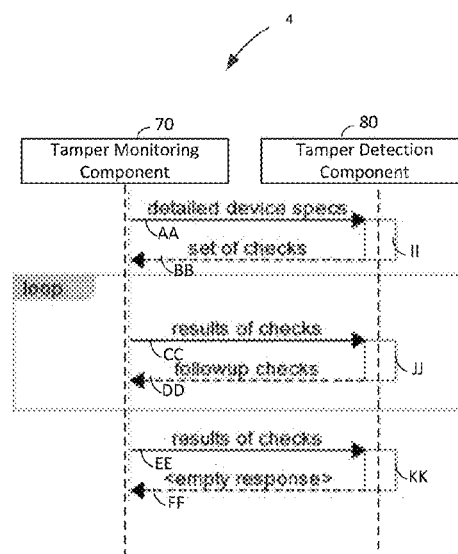 4
70
80
Tamper Monitoring
Component
Tamper Detection
Component
detailed device specs
AA
II
set of checks
BB
loop
results of checks
CC
JJ
followup checks
DD
results of checks
EE
KK
<empty response>
FF